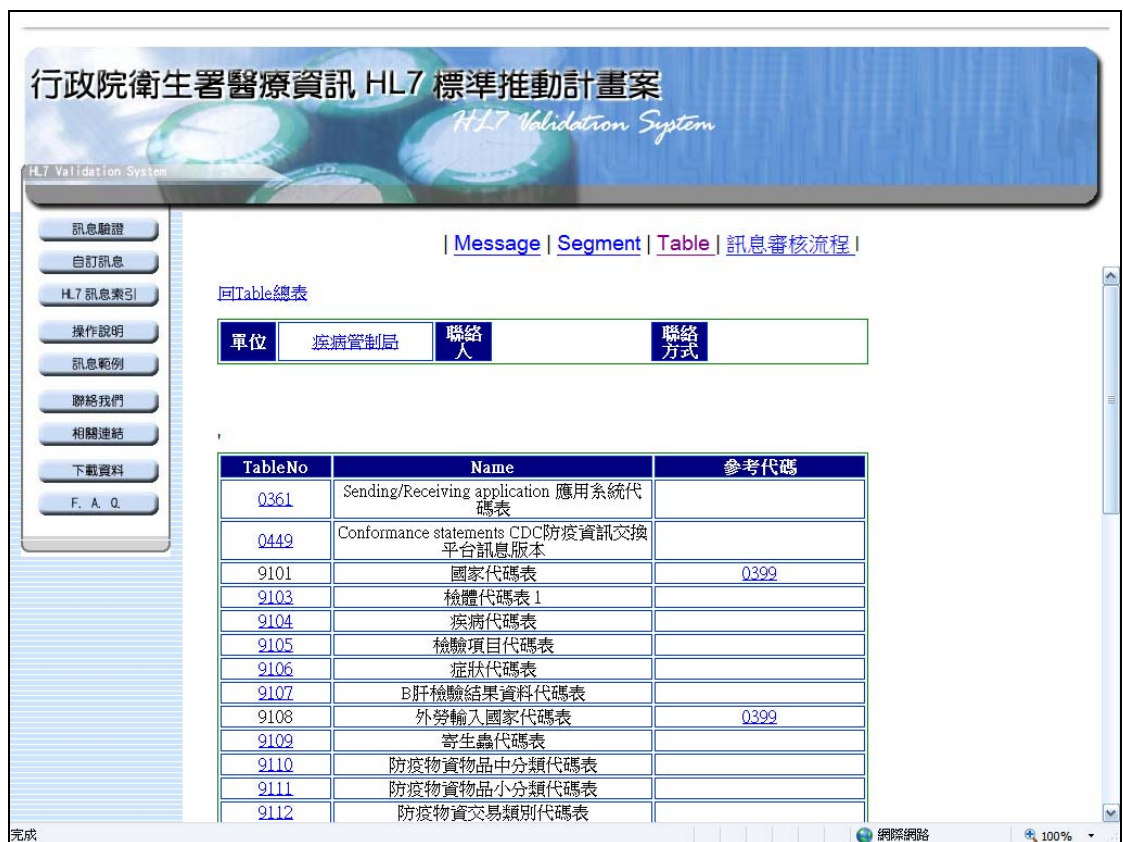 行政院衛生署醫療資訊 HL7 標準推動計畫案
HL7 Validation System
HL7 Validation System
訊息驗證
自訂訊息
HL7 訊息索引
操作說明
訊息範例
聯絡我們
相關連結
下載資料
F. A. Q.
| Message | Segment | Table | 訊息審核流程 |
回Table總表
單位 疾病管制局 聯絡人 聯絡方式
,
TableNo Name 參考代碼
0361 Sending/Receiving application 應用系統代
碼表
0449 Conformance statements CDC防疫資訊交換
平台訊息版本
9101 國家代碼表 0399
9103 檢體代碼表 1
9104 疾病代碼表
9105 檢驗項目代碼表
9106 症狀代碼表
9107 B肝檢驗結果資料代碼表
9108 外勞輸入國家代碼表 0399
9109 寄生蟲代碼表
9110 防疫物資物品中分類代碼表
9111 防疫物資物品小分類代碼表
9112 防疫物資交易類別代碼表
完成 網際網路 100%